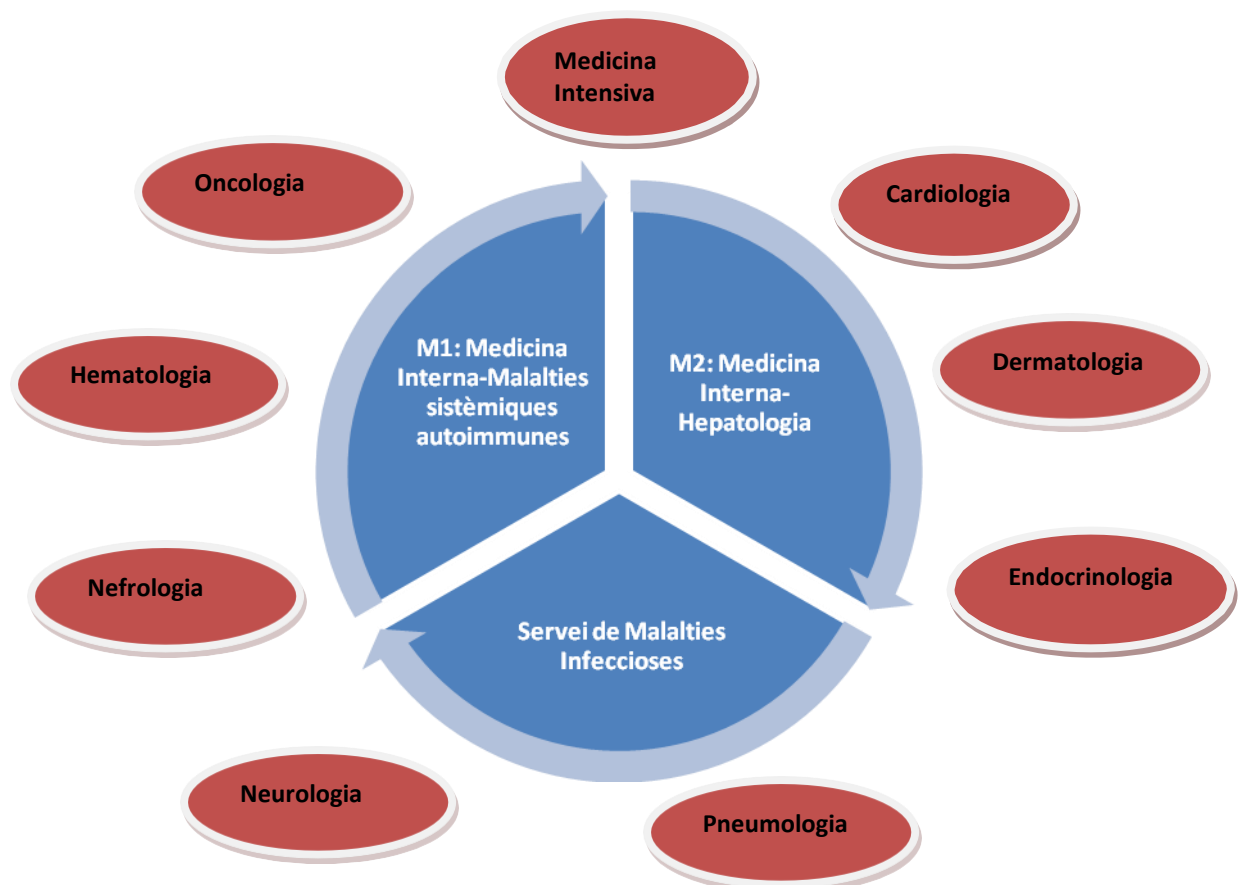 Medicina
Intensiva
Oncologia
Cardiologia
Hematologia
M1: Medicina
Interna-Malalties
sistèmiques
autoimmunes
M2: Medicina
Interna-
Hepatologia
Dermatologia
Nefrologia
Endocrinologia
Servei de Malalties
Infeccioses
Neurologia
Pneumologia